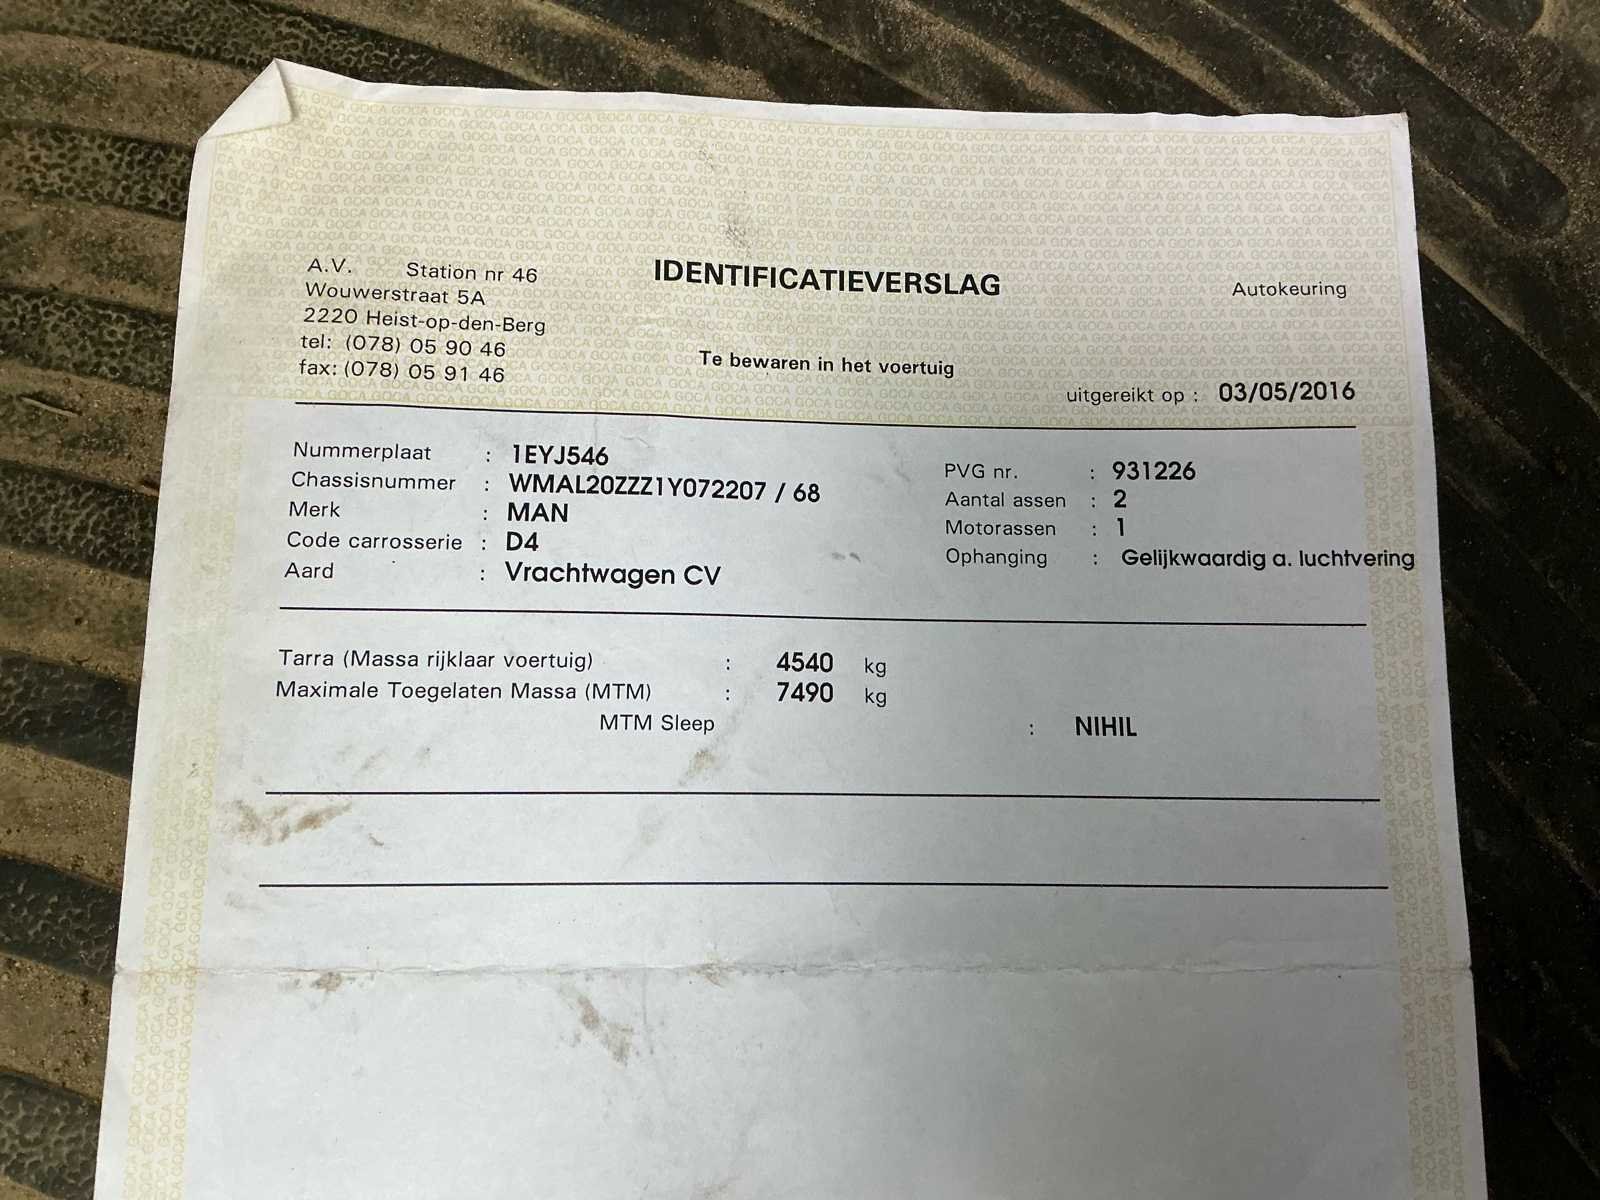 A.V. Station nr 46
Wouwerstraat 5A
2220 Heist-op-den-Berg
tel: (078) 05 90 46
fax: (078) 05 91 46
IDENTIFICATIEVERSLAG
Te bewaren in het voertuig
Autokeuring
uitgereikt op : 03/05/2016
Nummerplaat : 1EYJ546
Chassisnummer : WMAL20ZZZ1Y072207 / 68
Merk : MAN
Code carrosserie : D4
Aard : Vrachtwagen CV
PVG nr. : 931226
Aantal assen : 2
Motorassen : 1
Ophanging : Gelijkwaardig a. luchtvering
Tarra (Massa rijklaar voertuig) : 4540 kg
Maximale Toegelaten Massa (MTM) : 7490 kg
MTM Sleep : NIHIL